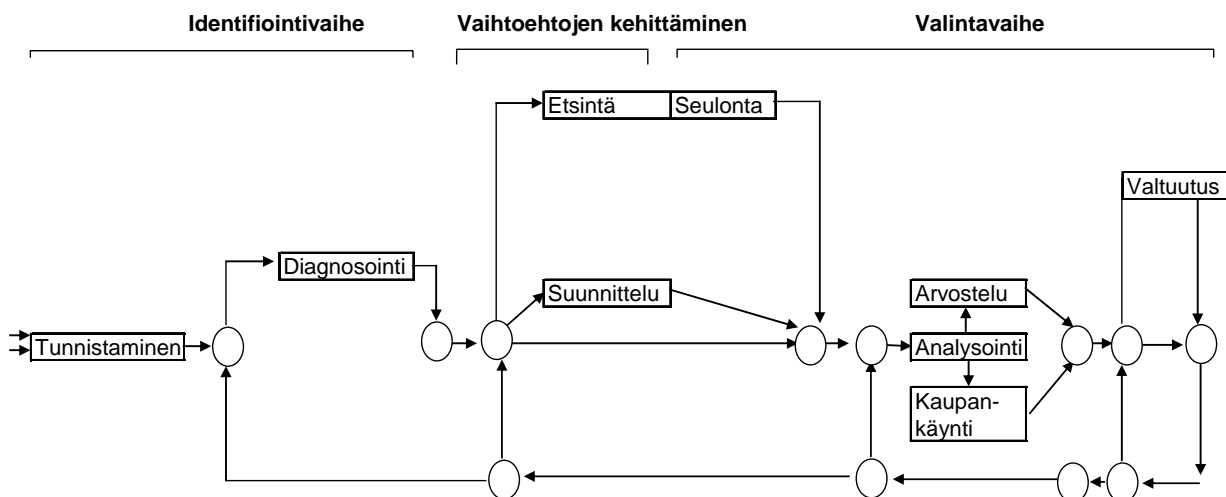 Identifiointivaihe
Vaihtoehtojen kehittäminen
Valintavaihe
Etsintä
Seulonta
Valtuutus
Diagnosointi
Suunnittelu
Arvostelu
Tunnistaminen
Analysointi
Kaupan-
käynti